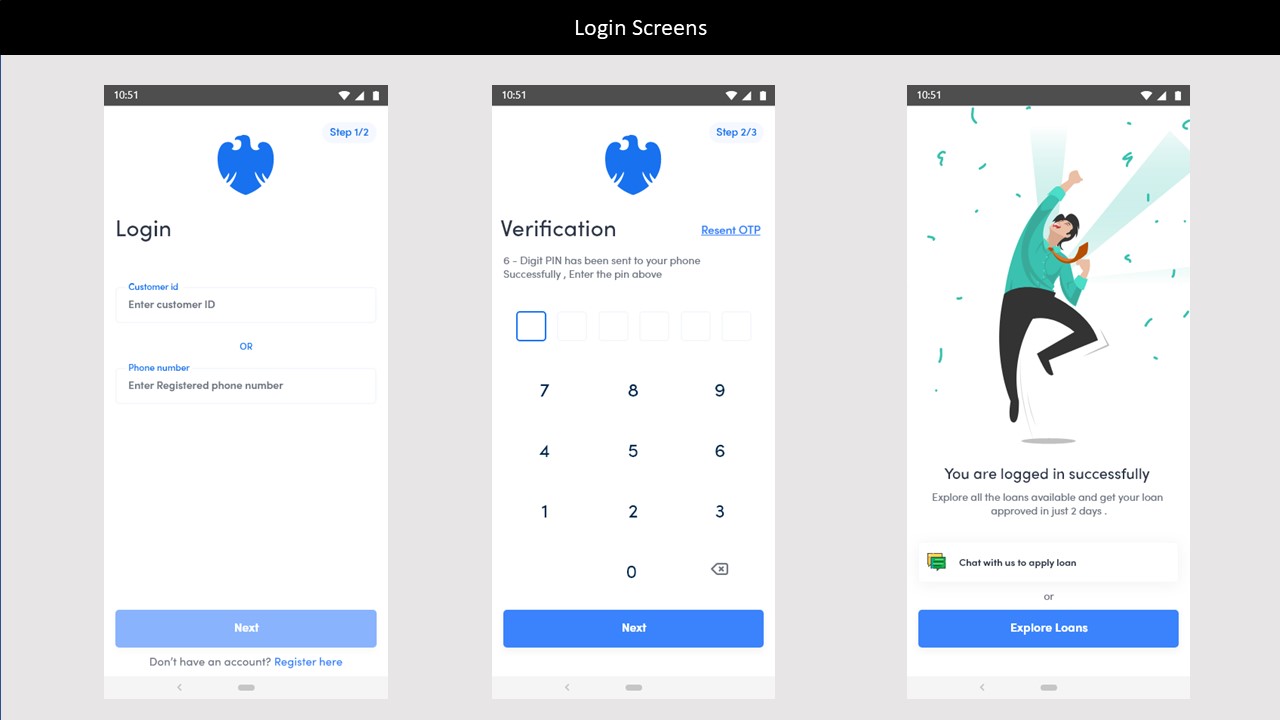 Login Screens
10:51
Step 1/2
Login
Customer id
Enter customer ID
OR
Phone number
Enter Registered phone number
Next
Don't have an account? Register here
10:51
Step 2/3
Verification
Resent OTP
6 - Digit PIN has been sent to your phone
Successfully , Enter the pin above
7 8 9
4 5 6
1 2 3
0
Next
10:51
You are logged in successfully
Explore all the loans available and get your loan
approved in just 2 days .
Chat with us to apply loan
or
Explore Loans